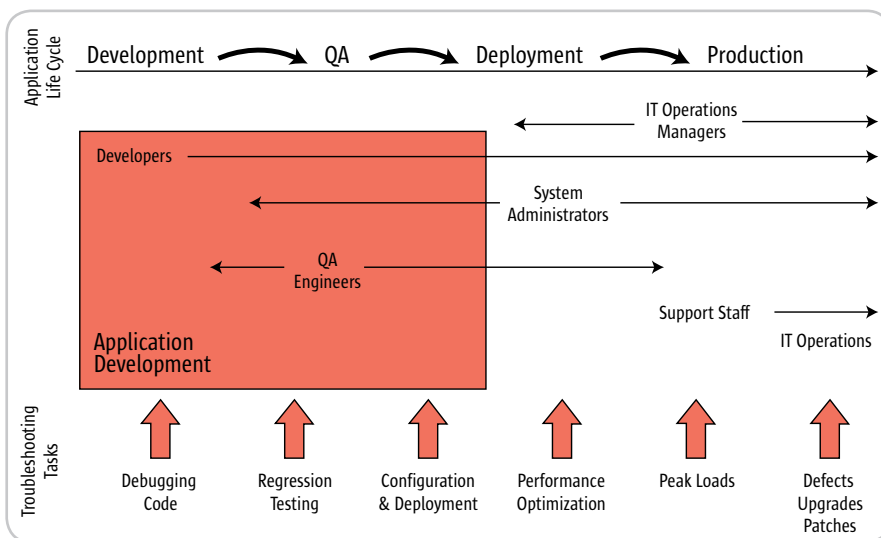 Application
Life Cycle
Development QA Deployment Production
IT Operations
Managers
Developers
System
Administrators
QA
Engineers
Support Staff
IT Operations
Application
Development
Troubleshooting
Tasks
Debugging
Code
Regression
Testing
Configuration
& Deployment
Performance
Optimization
Peak Loads
Defects
Upgrades
Patches